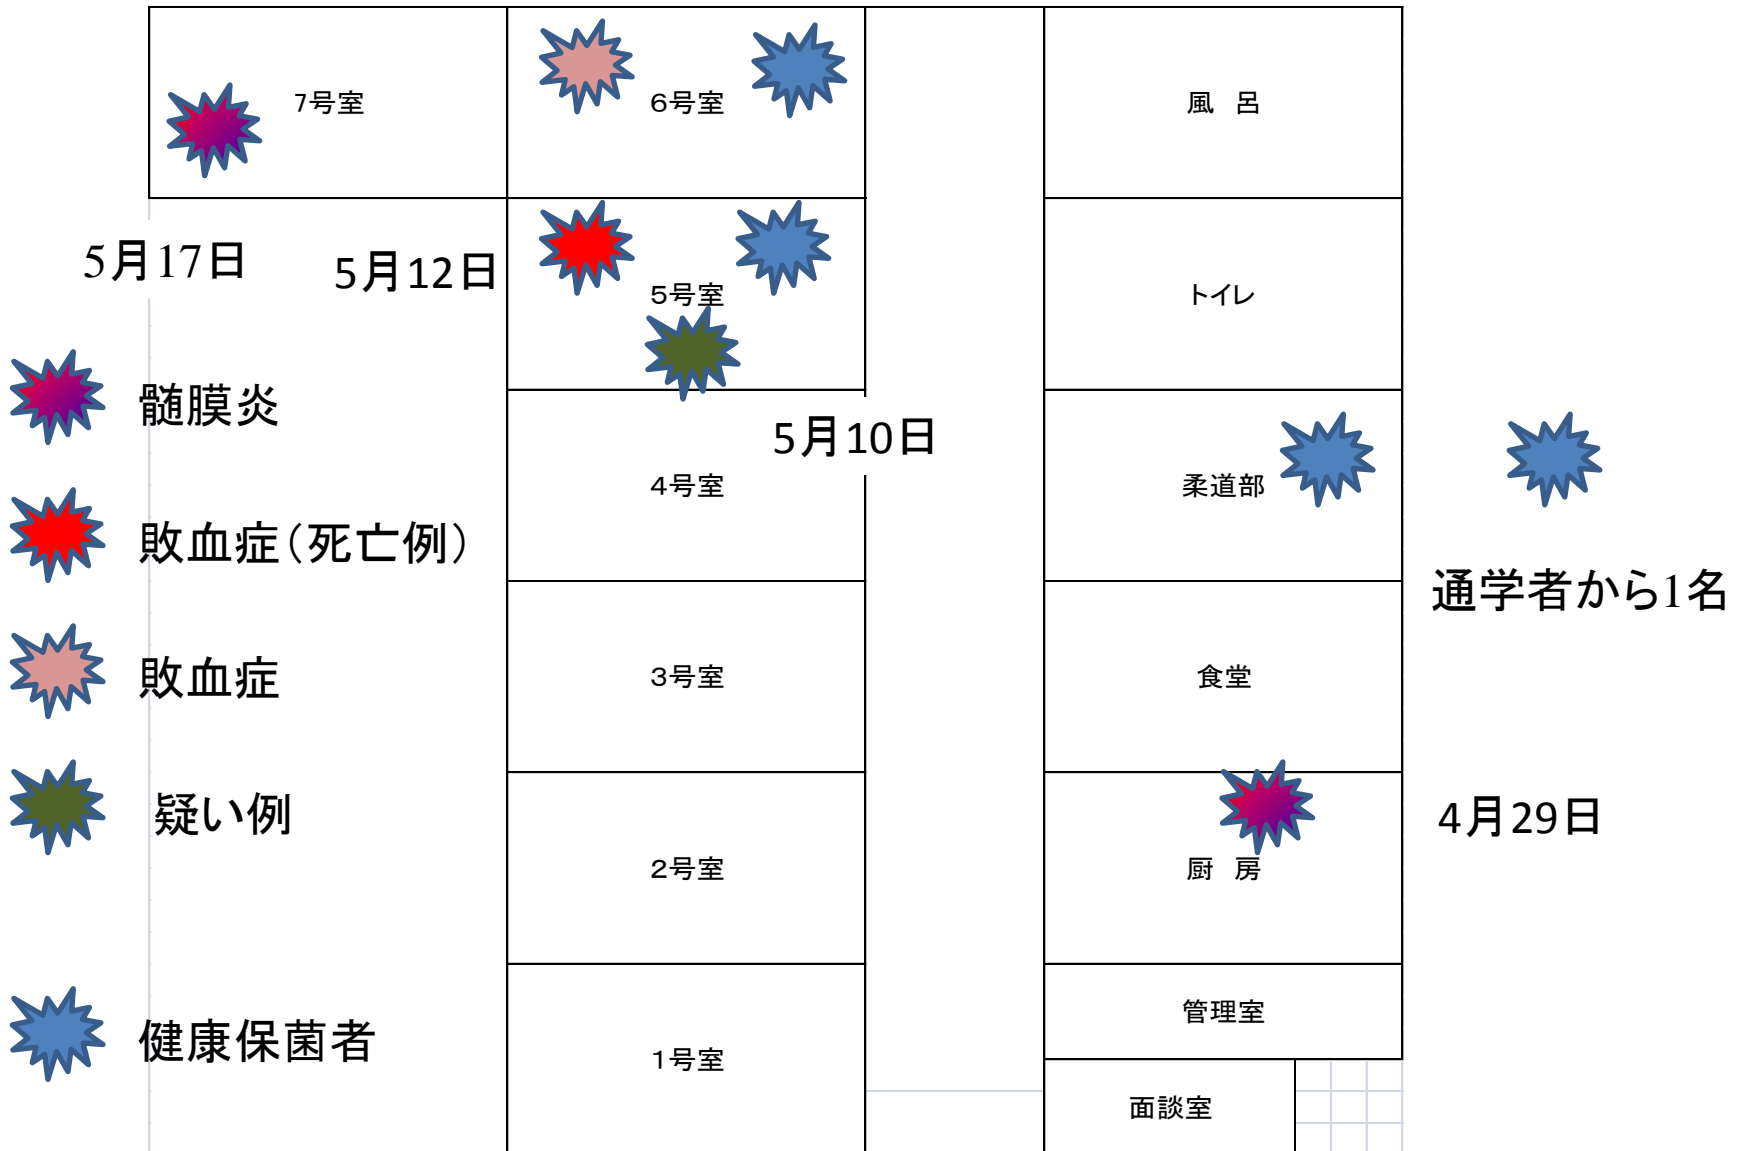 7号室
6号室
風　呂
5月17日
5月12日
5号室
トイレ
髄膜炎
5月10日
4号室
柔道部
敗血症（死亡例）
通学者から1名
敗血症
3号室
食堂
疑い例
4月29日
2号室
厨　房
健康保菌者
管理室
1号室
面談室